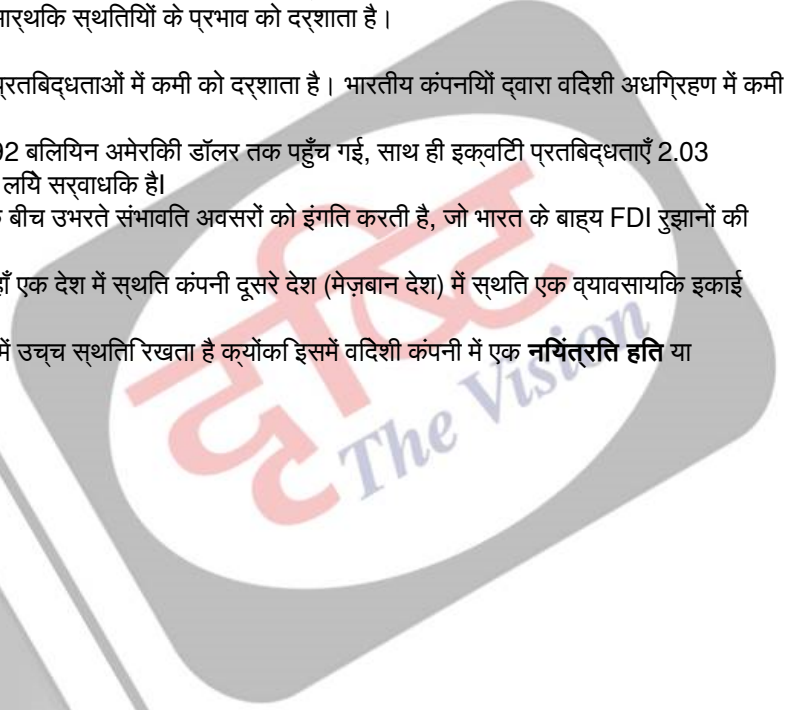 र्थिक स्थितियों के प्रभाव को दर्शाता है।
प्रतिबद्धताओं में कमी को दर्शाता है। भारतीय कंपनियों द्वारा विदेशी अधिग्रहण में कमी
92 बिलियन अमेरिकी डॉलर तक पहुँच गई, साथ ही इक्विटी प्रतिबद्धताएँ 2.03
लिये सर्वाधिक है।
बीच उभरते संभावित अवसरों को इंगित करती है, जो भारत के बाह्य FDI रुझानों की
एक देश में स्थित कंपनी दूसरे देश (मेज़बान देश) में स्थित एक व्यावसायिक इकाई
में उच्च स्थिति रखता है क्योंकि इसमें विदेशी कंपनी में एक नियंत्रित हित या
दृष्टि
The Vision